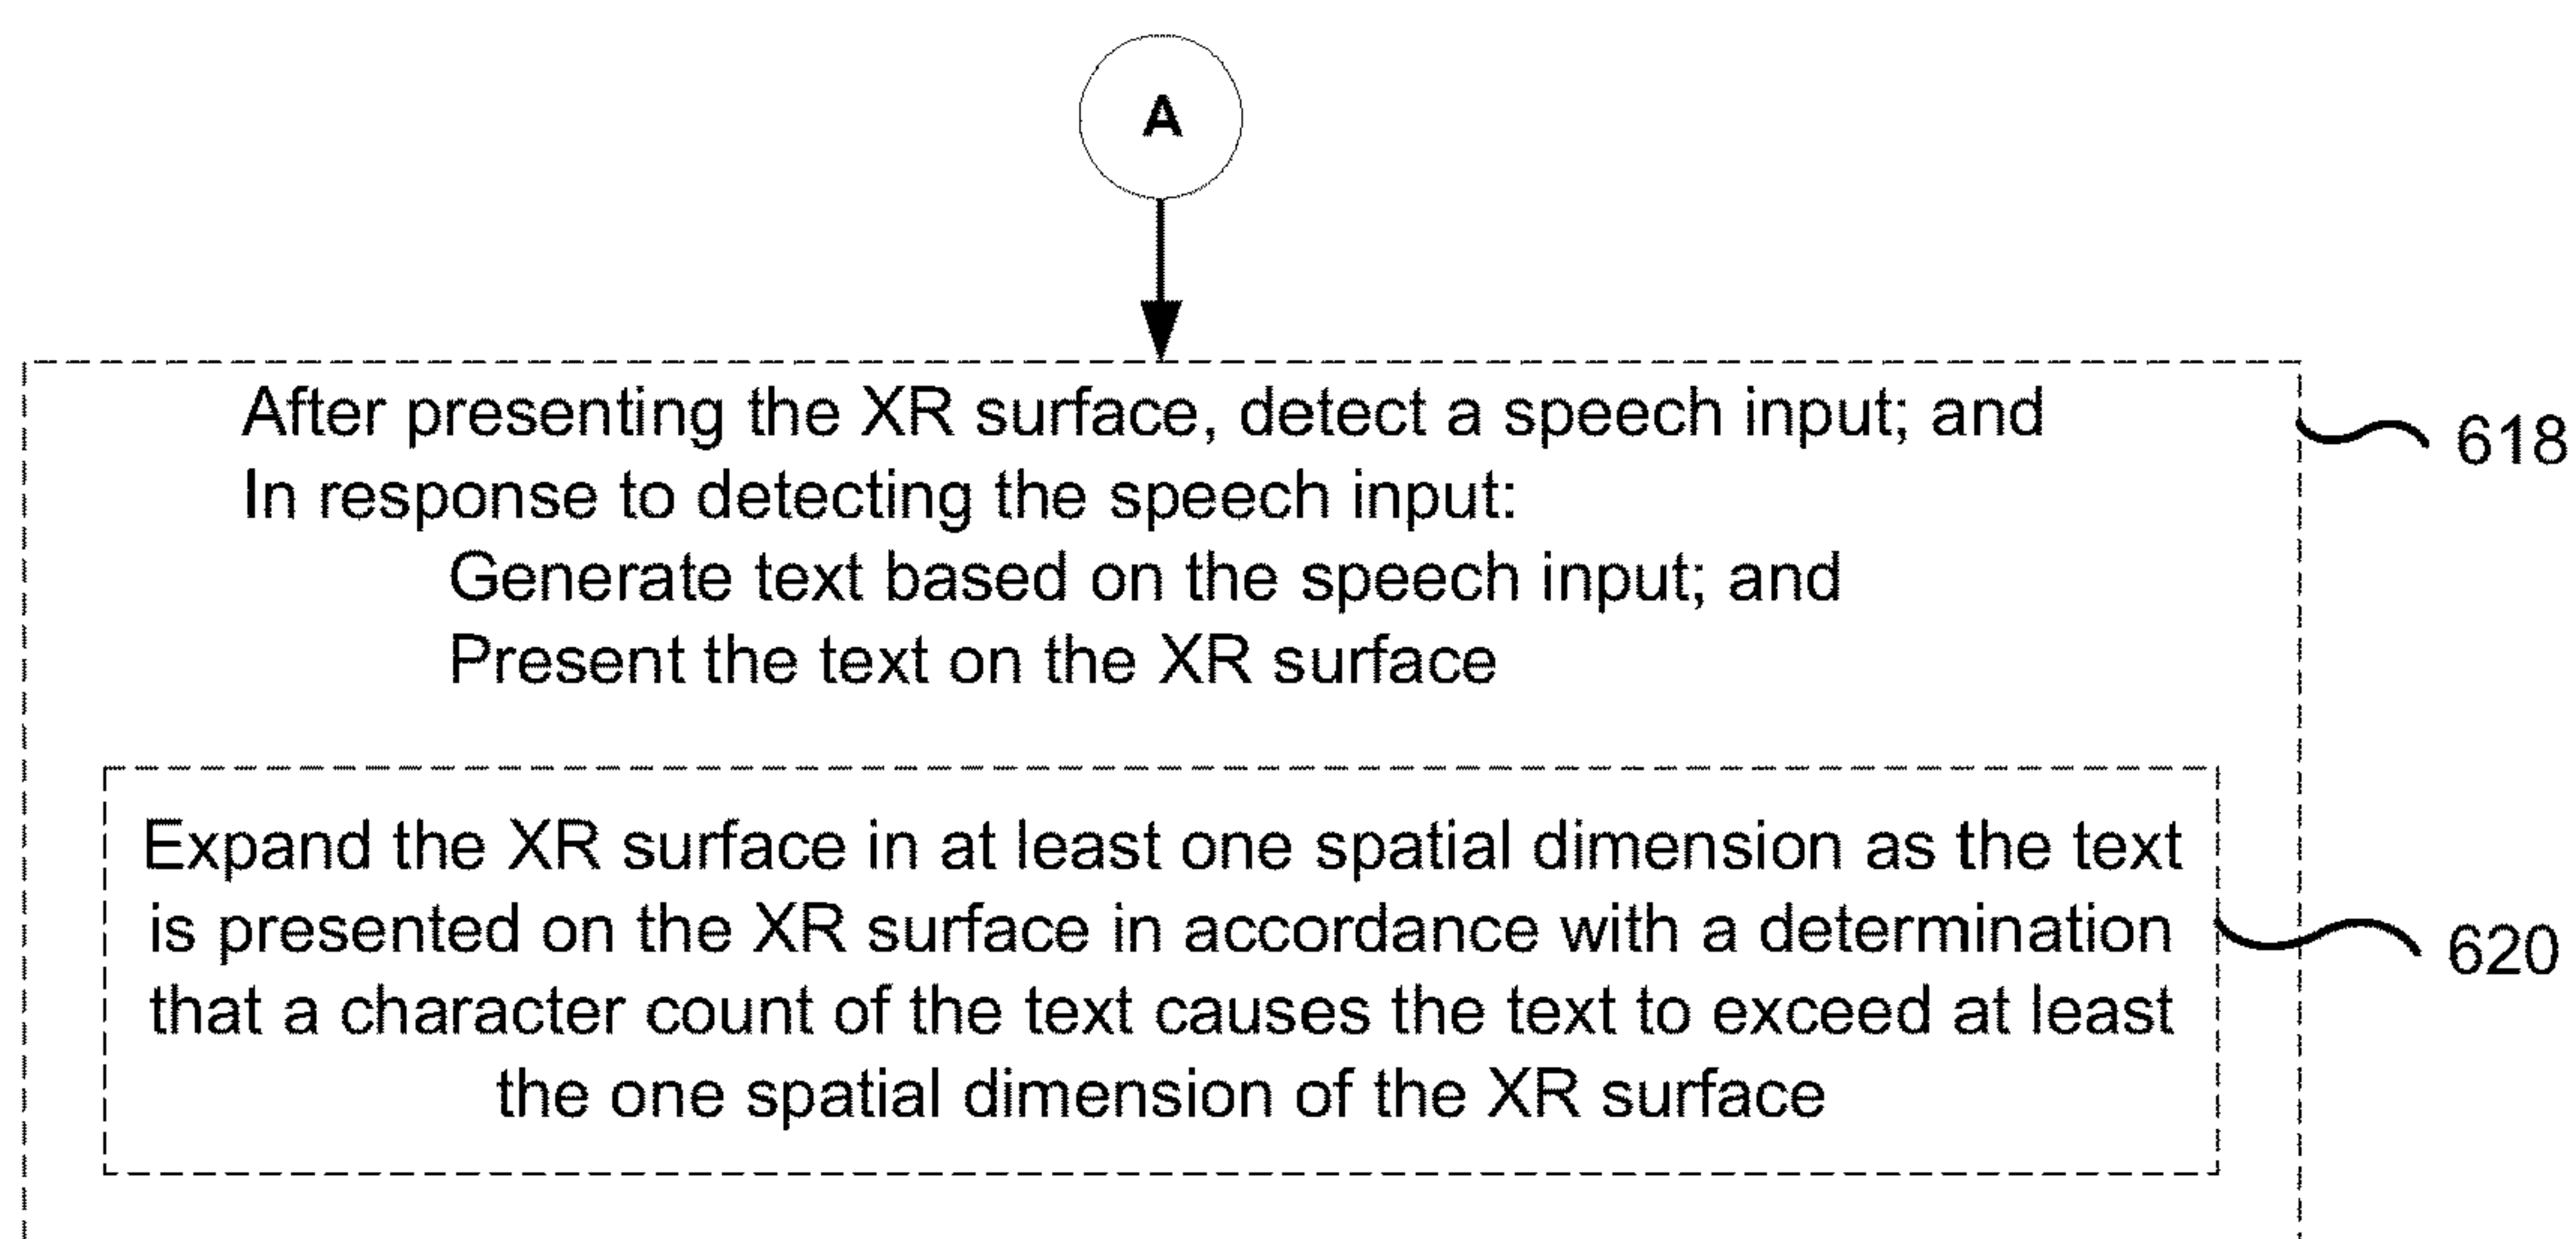 A
After presenting the XR surface, detect a speech input; and
In response to detecting the speech input:
Generate text based on the speech input; and
Present the text on the XR surface
618
Expand the XR surface in at least one spatial dimension as the text
is presented on the XR surface in accordance with a determination
that a character count of the text causes the text to exceed at least
the one spatial dimension of the XR surface
620